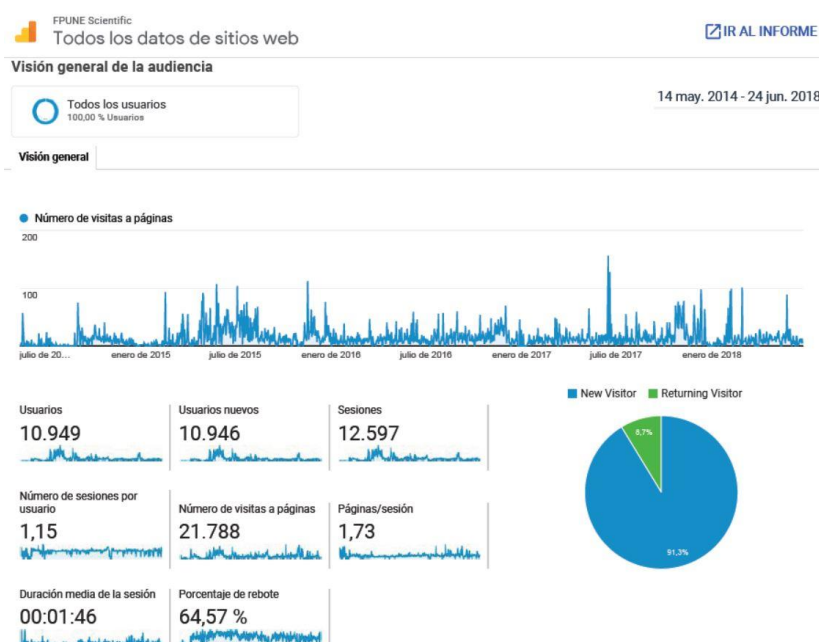 FPUNE Scientific
Todos los datos de sitios web
IR AL INFORME
Visión general de la audiencia
14 may. 2014 - 24 jun. 2018
Todos los usuarios
100,00 % Usuarios
Visión general
Número de visitas a páginas
200
100
julio de 20…
enero de 2015
julio de 2015
enero de 2016
julio de 2016
enero de 2017
julio de 2017
enero de 2018
New Visitor
Returning Visitor
Usuarios
10.949
Usuarios nuevos
10.946
Sesiones
12.597
8,7%
91,3%
Número de sesiones por
usuario
1,15
Número de visitas a páginas
21.788
Páginas/sesión
1,73
Duración media de la sesión
00:01:46
Porcentaje de rebote
64,57 %